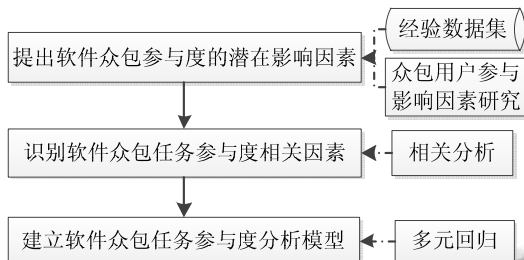 提出软件众包参与度的潜在影响因素
经验数据集
众包用户参与
影响因素研究
识别软件众包任务参与度相关因素
相关分析
建立软件众包任务参与度分析模型
多元回归